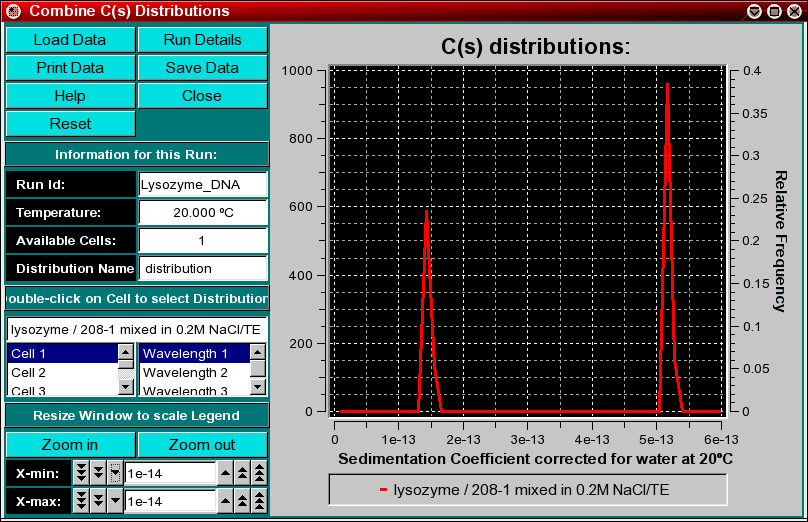 Combine C(s) Distributions
Load Data
Run Details
Print Data
Save Data
Help
Close
Reset
Information for this Run:
Run Id:
Lysozyme_DNA
Temperature:
20.000 ºC
Available Cells:
1
Distribution Name
distribution
ouble-click on Cell to select Distribution
lysozyme / 208-1 mixed in 0.2M NaCl/TE
Cell 1
Cell 2
Cell 3
Wavelength 1
Wavelength 2
Wavelength 3
Resize Window to scale Legend
Zoom in
Zoom out
X-min:
1e-14
X-max:
1e-14
C(s) distributions:
1000
800
600
400
200
0
0.4
0.35
0.3
0.25
0.2
0.15
0.1
0.05
0
Relative Frequency
0 1e-13 2e-13 3e-13 4e-13 5e-13 6e-13
Sedimentation Coefficient corrected for water at 20ºC
lysozyme / 208-1 mixed in 0.2M NaCl/TE